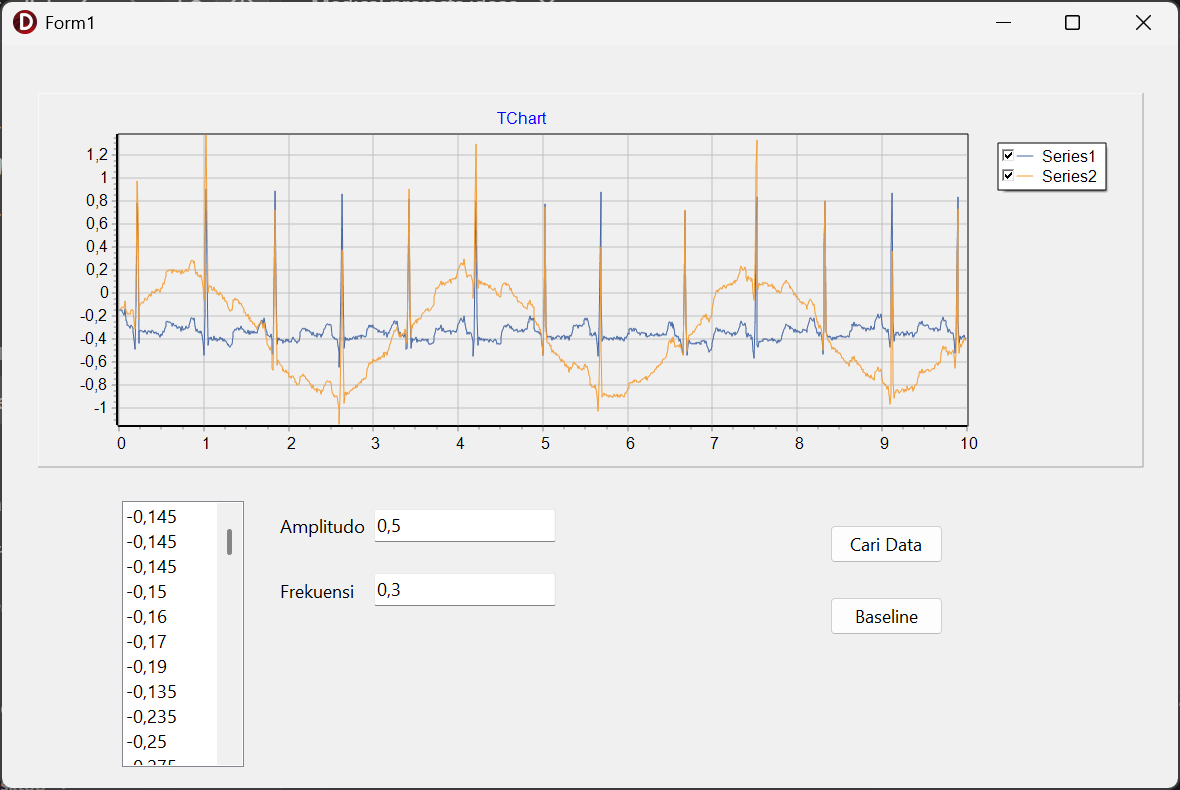 Form1
TChart
1,2
1
0,8
0,6
0,4
0,2
0
-0,2
-0,4
-0,6
-0,8
-1
0 1 2 3 4 5 6 7 8 9 10
Series1
Series2
-0,145
-0,145
-0,145
-0,15
-0,16
-0,17
-0,19
-0,135
-0,235
-0,25
Amplitudo 0,5
Frekuensi 0,3
Cari Data
Baseline